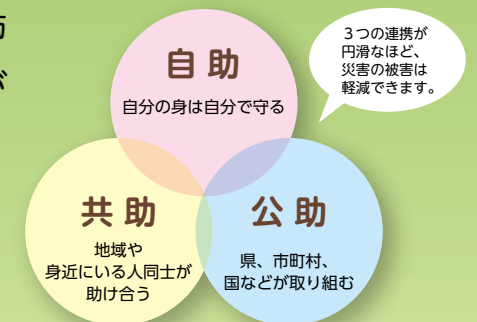 自助
自分の身は自分で守る
３つの連携が
円滑なほど、
災害の被害は
軽減できます。
共助
地域や
身近にいる人同士が
助け合う
公助
県、市町村、
国などが取り組む